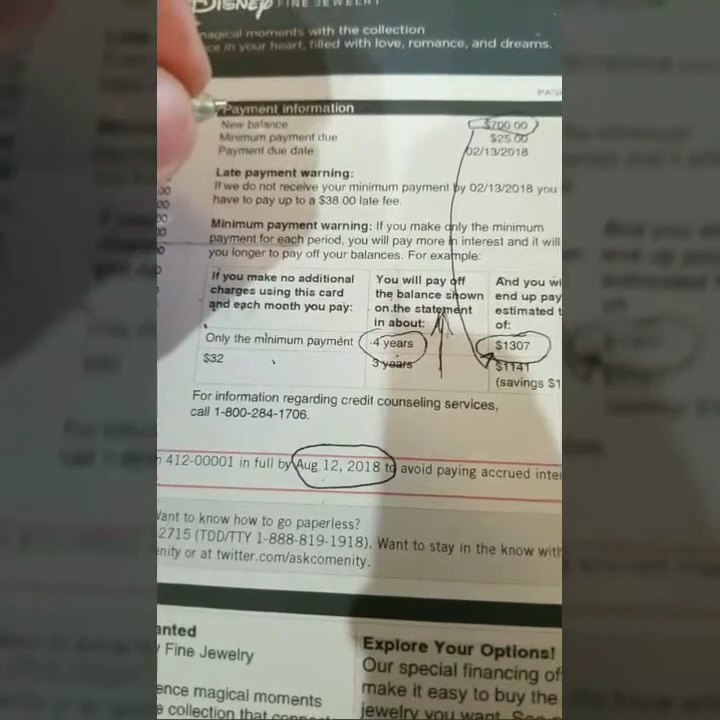 DISNEY FINE JEWELRY
magical moments with the collection
in your heart, filled with love, romance, and dreams.
Payment information
New balance $700.00
Minimum payment due $25.00
Payment due date 02/13/2018
Late payment warning:
If we do not receive your minimum payment by 02/13/2018 you
have to pay up to a $38.00 late fee.
Minimum payment warning: If you make only the minimum
payment for each period, you will pay more in interest and it will
you longer to pay off your balances. For example:
If you make no additional
charges using this card
and each month you pay:
You will pay off
the balance shown
on the statement
in about:
And you wi
end up pay
estimated t
of:
Only the minimum payment 4 years $1307
$32 3 years $1141
(savings $1
For information regarding credit counseling services,
call 1-800-284-1706.
412-00001 in full by Aug 12, 2018 to avoid paying accrued inte
Want to know how to go paperless?
2715 (TDD/TTY 1-888-819-1918). Want to stay in the know with
enity or at twitter.com/askcomenity.
anted
Fine Jewelry
ence magical moments
e collection that
Explore Your Options!
Our special financing of
make it easy to buy the
jewelry you want.